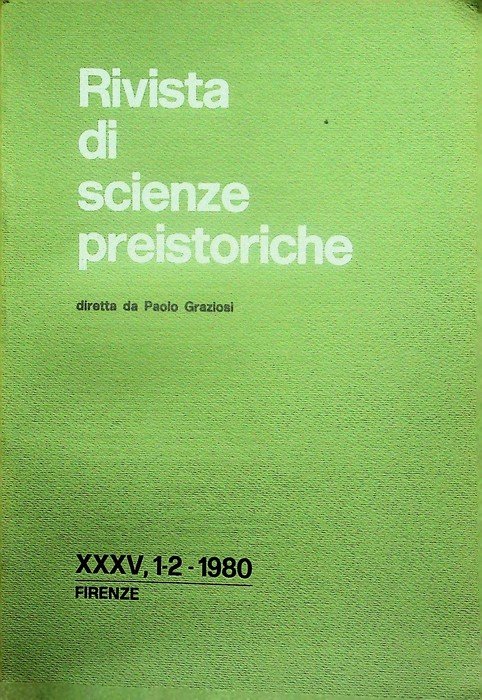 Rivista
di
scienze
preistoriche
diretta da Paolo Graziosi
XXXV, 1-2 - 1980
FIRENZE